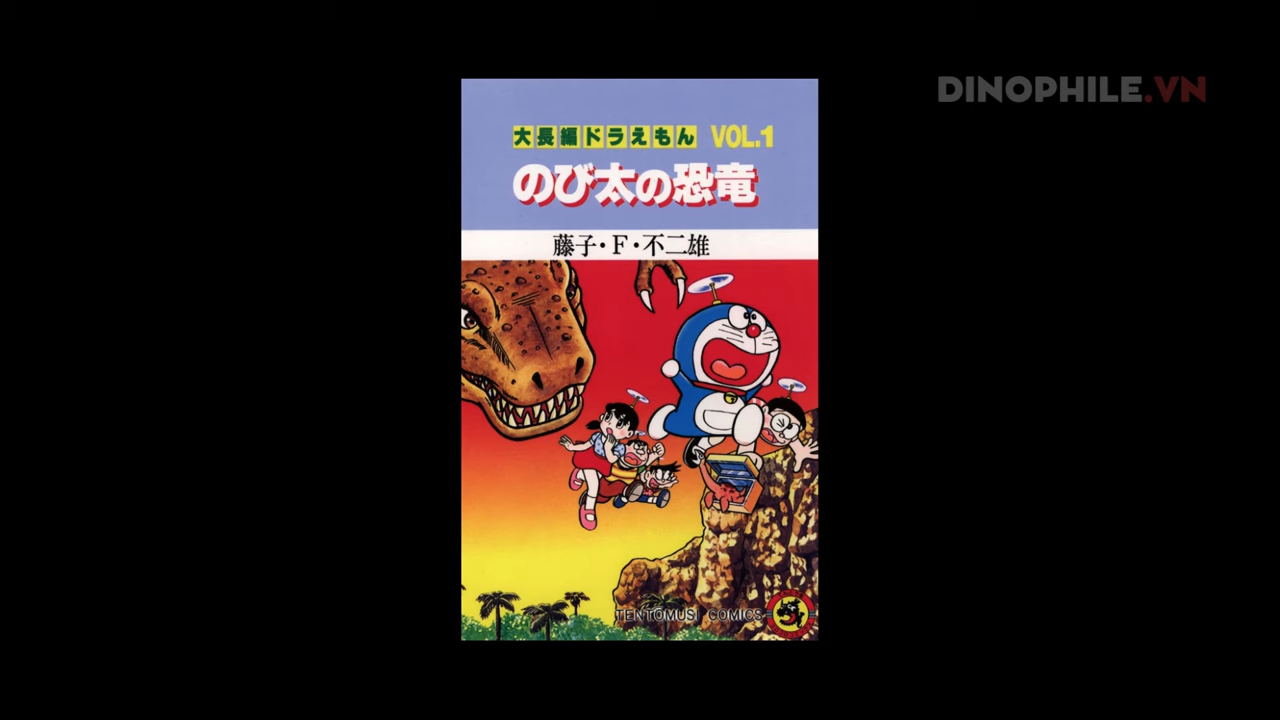 DINOPHILE.VN
大長編ドラえもん VOL.1
のび太の恐竜
藤子・F・不二雄
TENTOMUSI COMICS